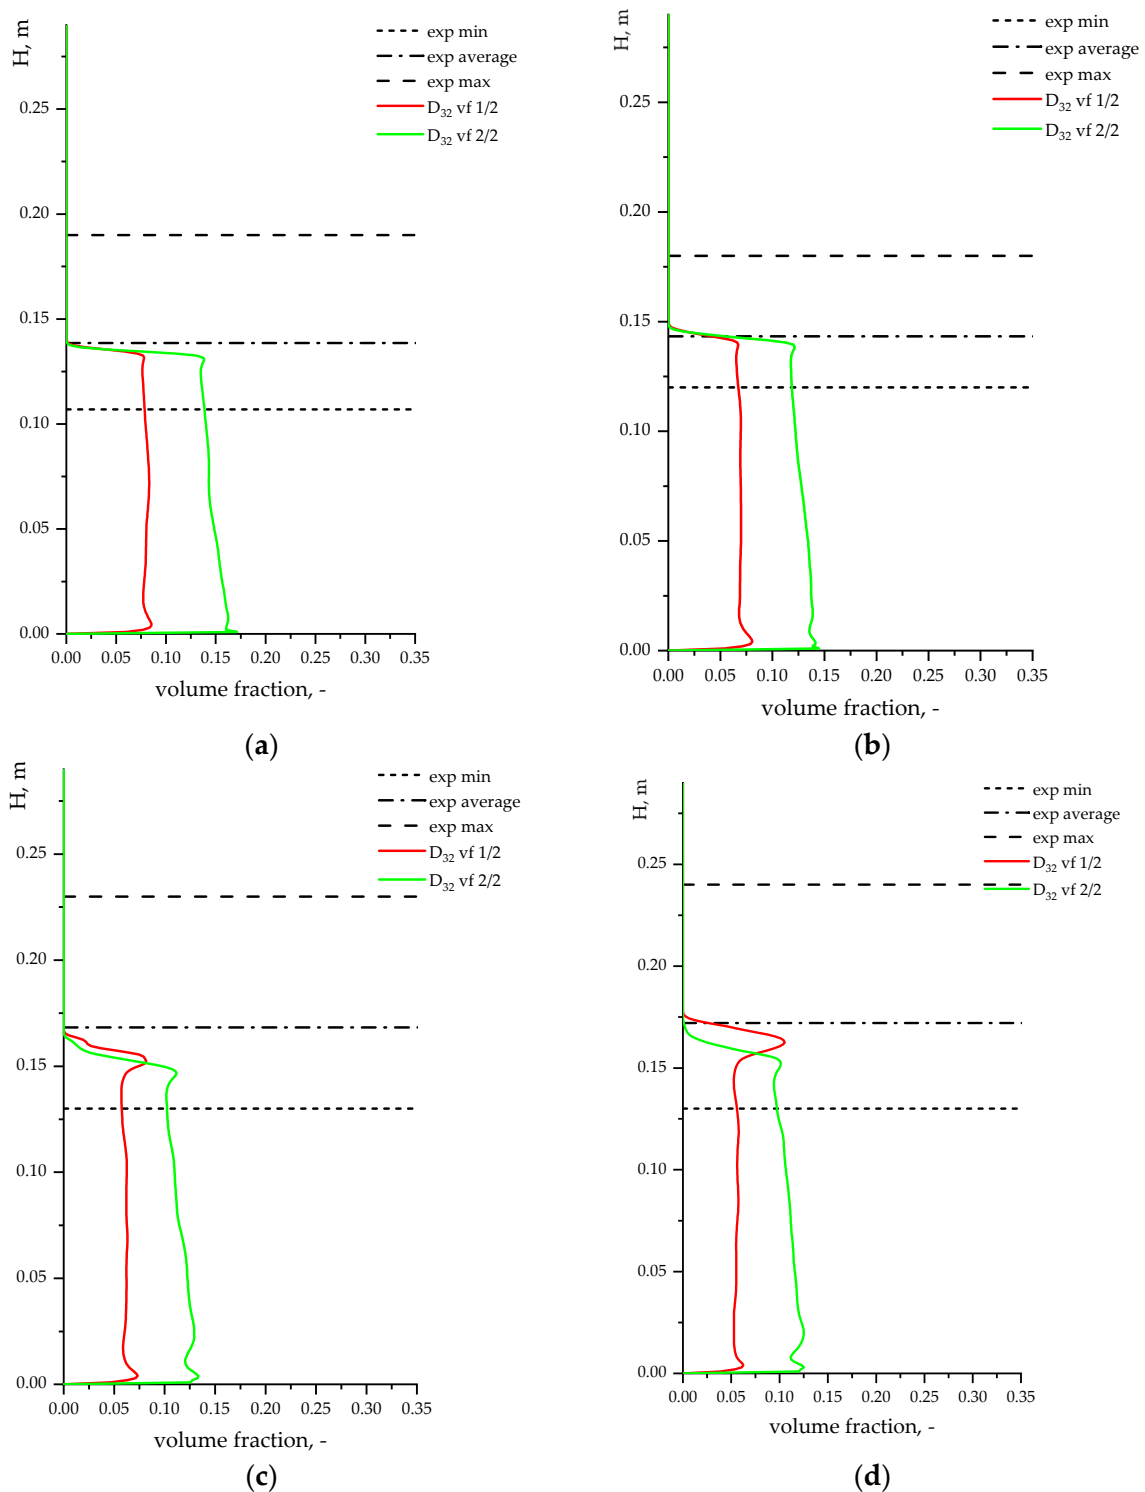 H, m
exp min
exp average
exp max
D32 vf 1/2
D32 vf 2/2
0.25
0.20
0.15
0.10
0.05
0.00
0.00 0.05 0.10 0.15 0.20 0.25 0.30 0.35
volume fraction, -
(a)
H, m
exp min
exp average
exp max
D32 vf 1/2
D32 vf 2/2
0.25
0.20
0.15
0.10
0.05
0.00
0.00 0.05 0.10 0.15 0.20 0.25 0.30 0.35
volume fraction, -
(b)
H, m
exp min
exp average
exp max
D32 vf 1/2
D32 vf 2/2
0.25
0.20
0.15
0.10
0.05
0.00
0.00 0.05 0.10 0.15 0.20 0.25 0.30 0.35
volume fraction, -
(c)
H, m
exp min
exp average
exp max
D32 vf 1/2
D32 vf 2/2
0.25
0.20
0.15
0.10
0.05
0.00
0.00 0.05 0.10 0.15 0.20 0.25 0.30 0.35
volume fraction, -
(d)